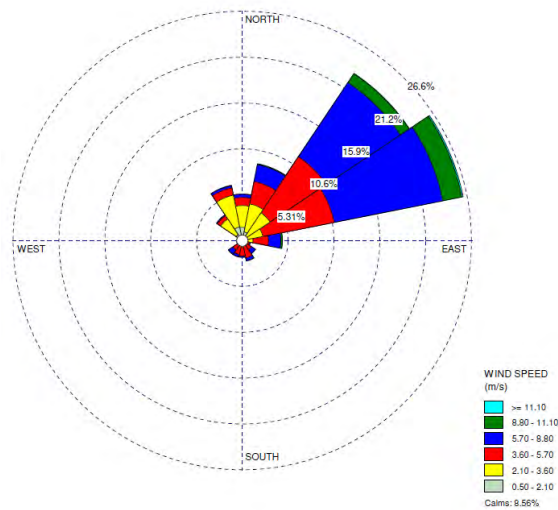 NORTH
26.6%
21.2%
15.9%
10.6%
5.31%
WEST
EAST
SOUTH
WIND SPEED
(m/s)
>= 11.10
8.80 - 11.10
5.70 - 8.80
3.60 - 5.70
2.10 - 3.60
0.50 - 2.10
Calms: 8.56%